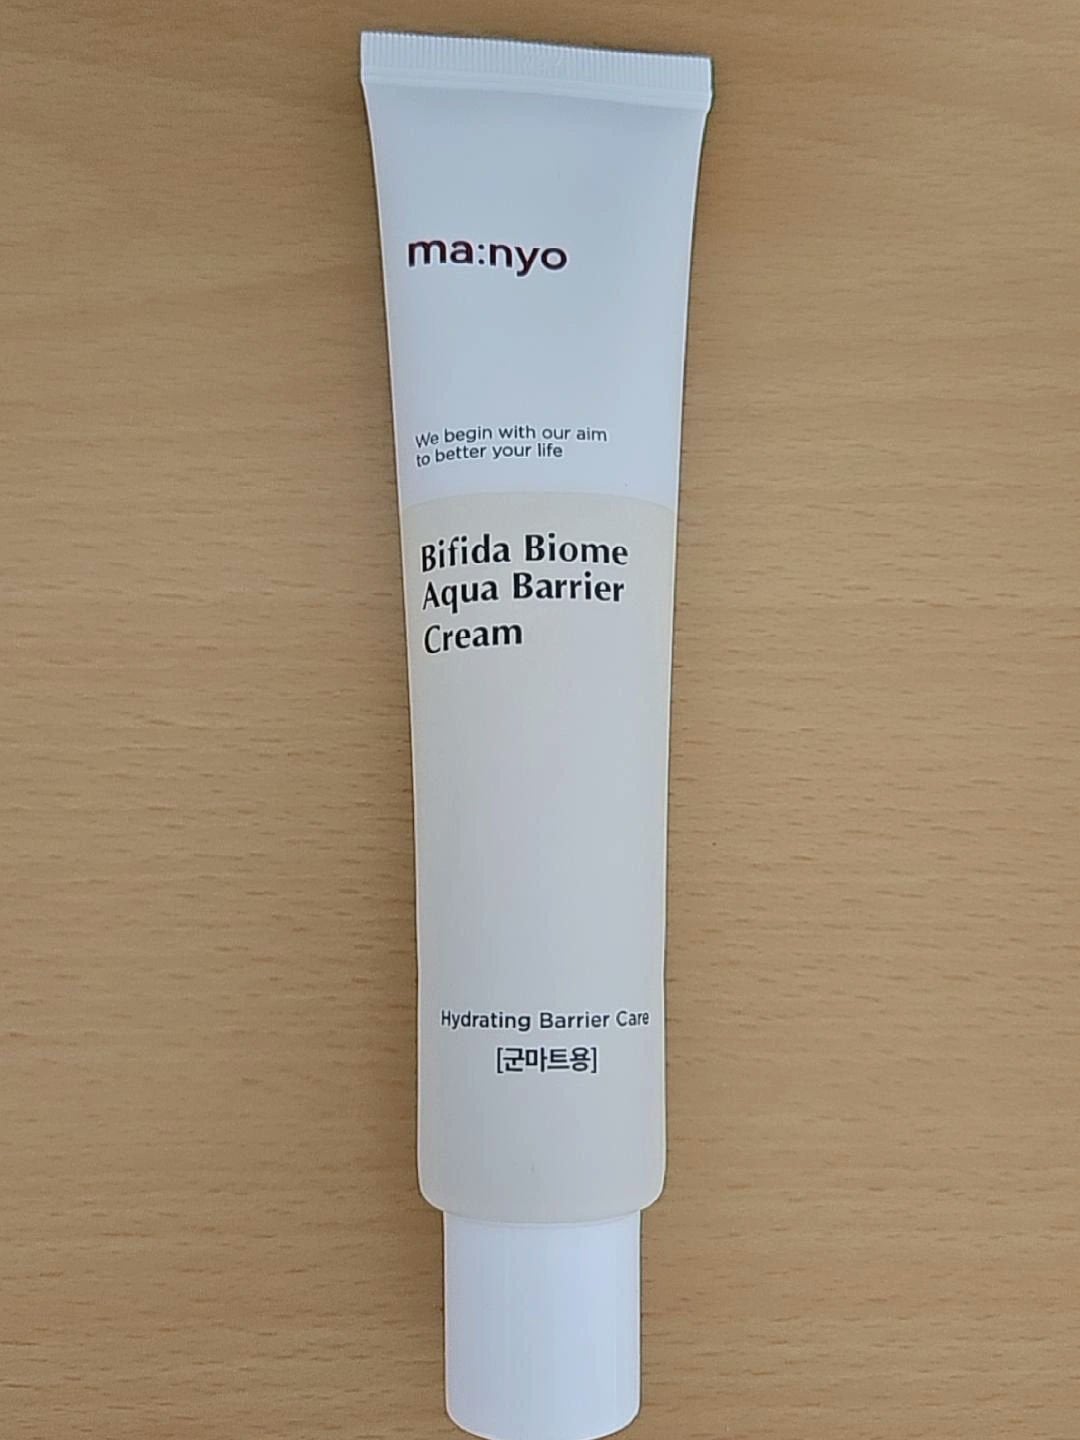 ma:nyo
We begin with our aim
to better your life
Bifida Biome
Aqua Barrier
Cream
Hydrating Barrier Care
[군마트용]